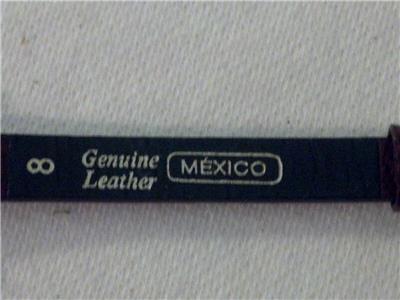 8
Genuine
Leather
MÉXICO